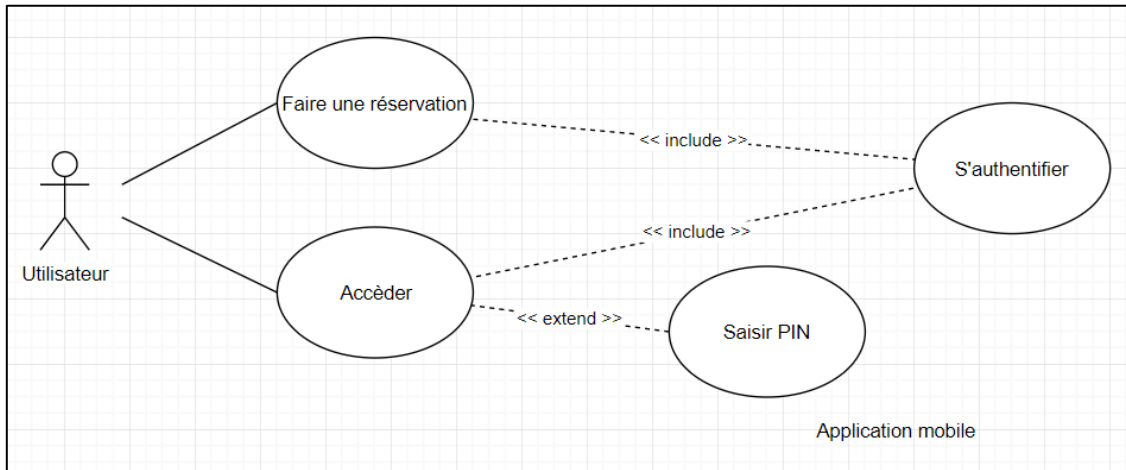 Faire une réservation
<< include >>
S'authentifier
<< include >>
Utilisateur
Accèder
<< extend >>
Saisir PIN
Application mobile